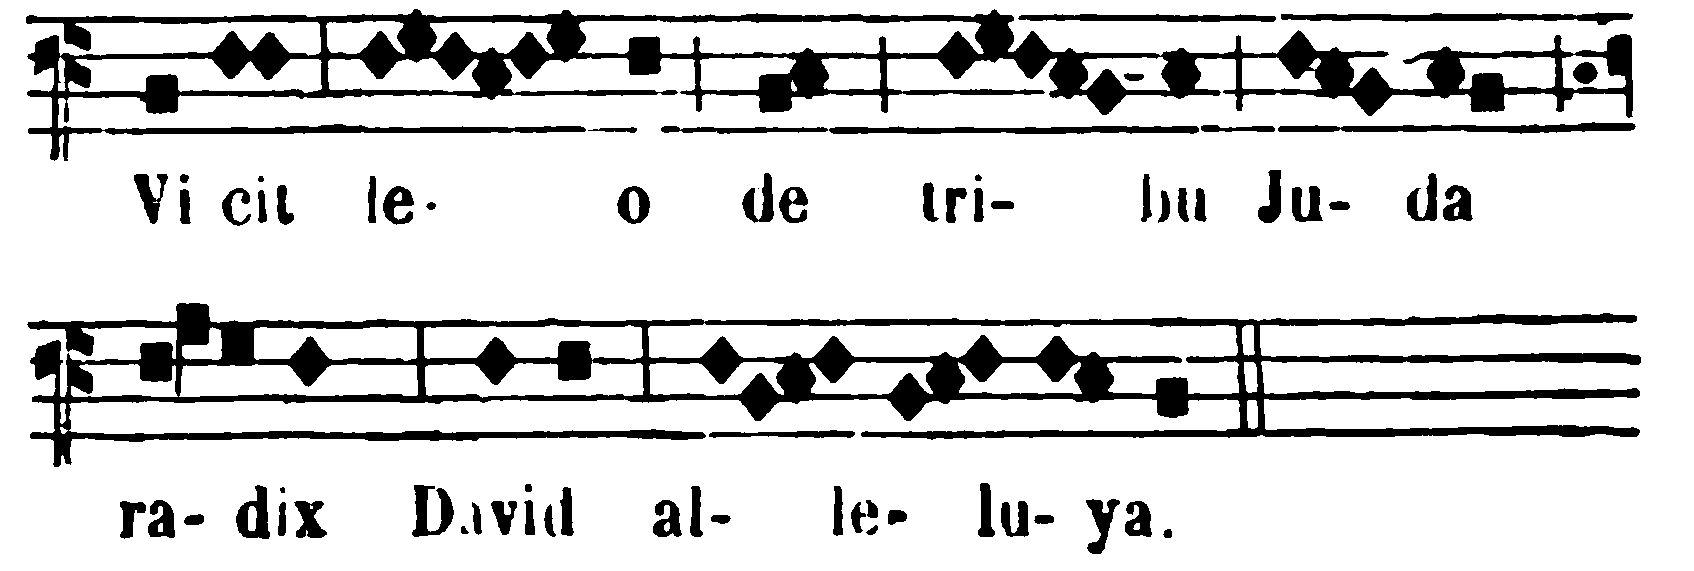 Vi cit le- o de tri- bu Ju- da
ra- dix David al- le- lu- ya.